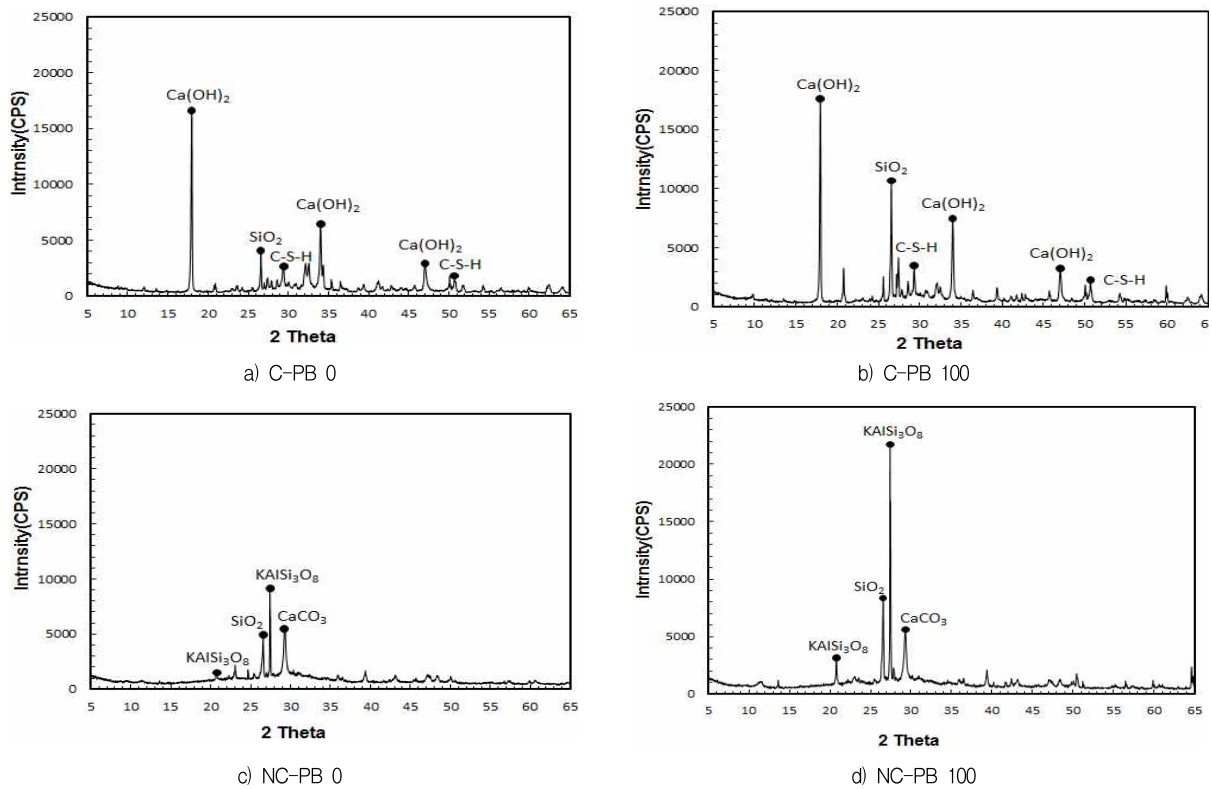 25000
20000
15000
10000
5000
0
Intrnsity(CPS)
Ca(OH)2
SiO2
C-S-H
Ca(OH)2
Ca(OH)2
C-S-H
5 10 15 20 25 30 35 40 45 50 55 60 65
2 Theta
a) C-PB 0
25000
20000
15000
10000
5000
0
Intrnsity(CPS)
Ca(OH)2
SiO2
C-S-H
Ca(OH)2
Ca(OH)2
C-S-H
5 10 15 20 25 30 35 40 45 50 55 60 65
2 Theta
b) C-PB 100
25000
20000
15000
10000
5000
0
Intrnsity(CPS)
KAlSi3O8
SiO2
CaCO3
KAlSi3O8
5 10 15 20 25 30 35 40 45 50 55 60 65
2 Theta
c) NC-PB 0
25000
20000
15000
10000
5000
0
Intrnsity(CPS)
KAlSi3O8
SiO2
CaCO3
KAlSi3O8
5 10 15 20 25 30 35 40 45 50 55 60 65
2 Theta
d) NC-PB 100